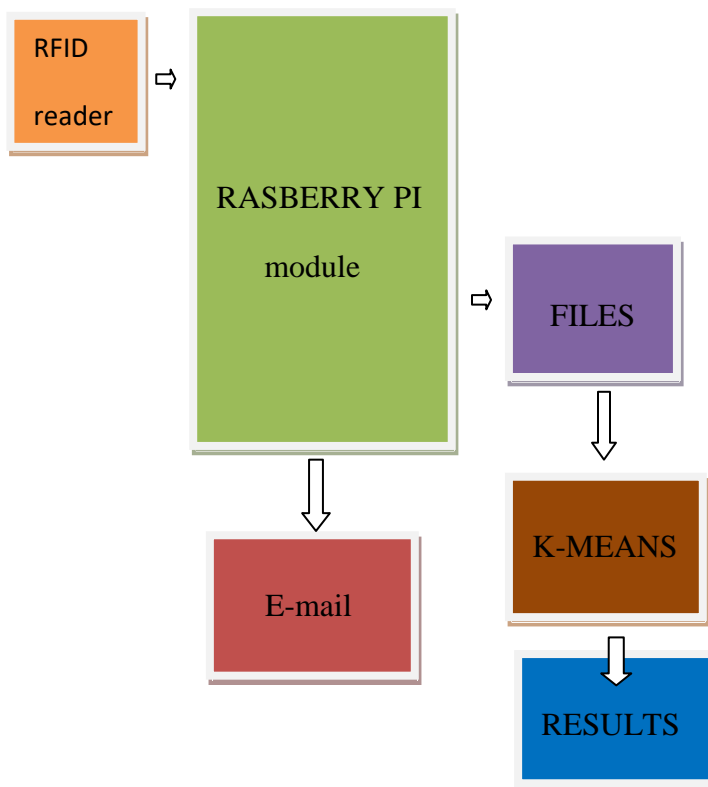 RFID
reader
RASBERRY PI
module
FILES
K-MEANS
E-mail
RESULTS